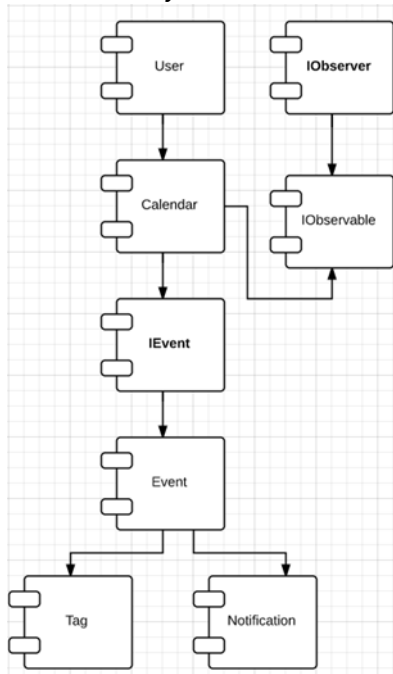 User
IObserver
Calendar
IObservable
IEvent
Event
Tag
Notification